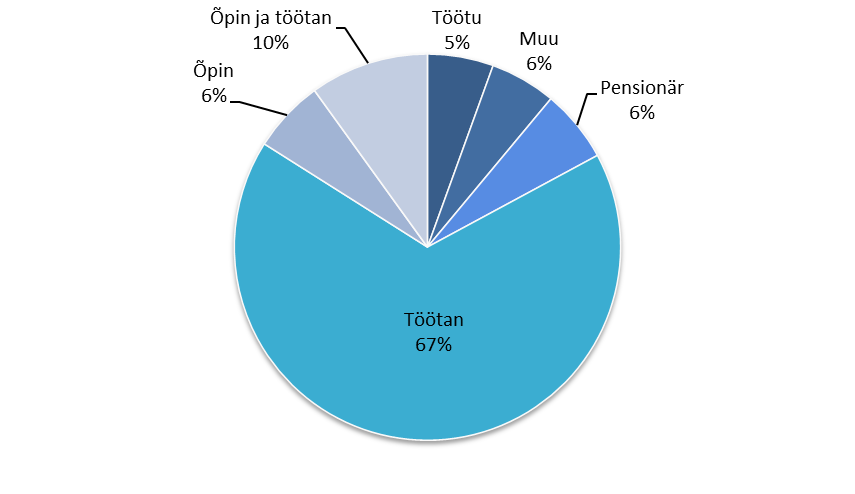 Õpin ja töötan
10%
Töötu
5%
Muu
6%
Õpin
6%
Pensionär
6%
Töötan
67%